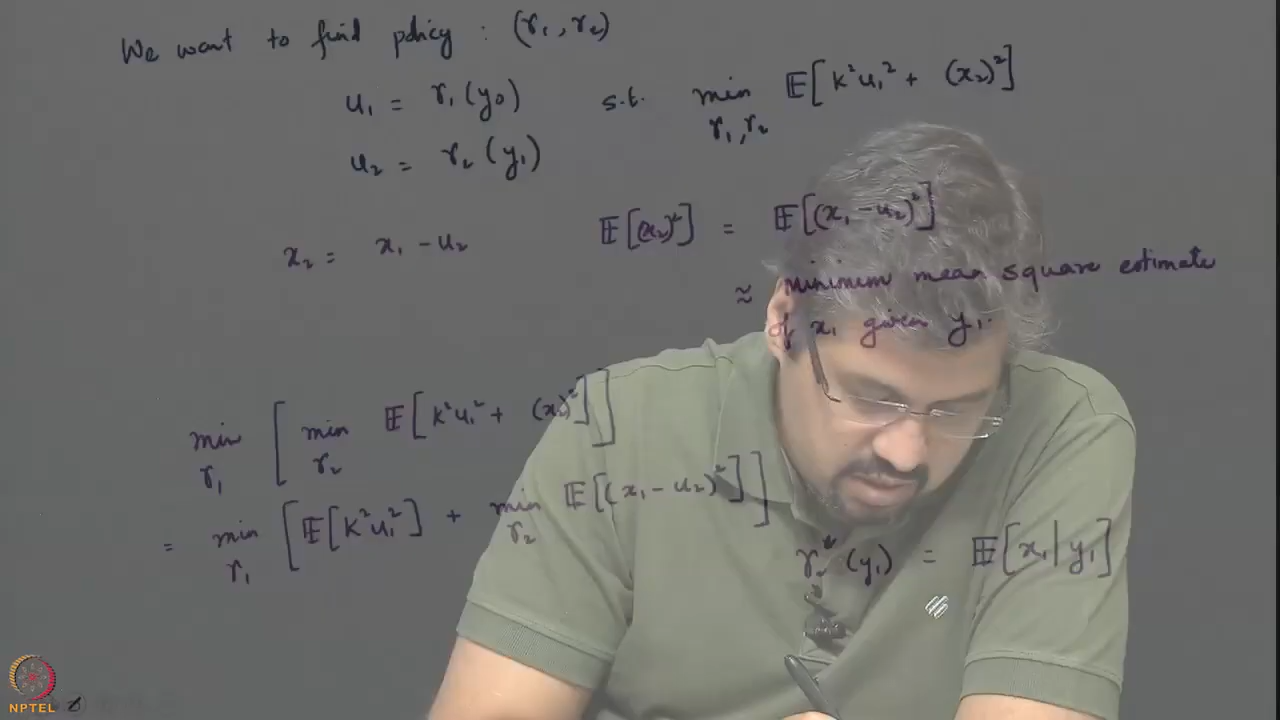 We want to find policy : (γ₁, γ₂)
u₁ = γ₁(y₀) s.t. min 𝔼[k²u₁² + (x₂)²]
γ₁, γ₂
u₂ = γ₂(y₁)
x₂ = x₁ - u₂ 𝔼[(x₂)²] = 𝔼[(x₁ - u₂)²]
≈ minimum mean square estimate
of x₁ given y₁.
min [ min 𝔼[k²u₁² + (x₂)²]]
γ₁ γ₂
= min [𝔼[k²u₁²] + min 𝔼[(x₁ - u₂)²]]
γ₁ γ₂
γ₂*(y₁) = 𝔼[x₁ | y₁]
NPTEL